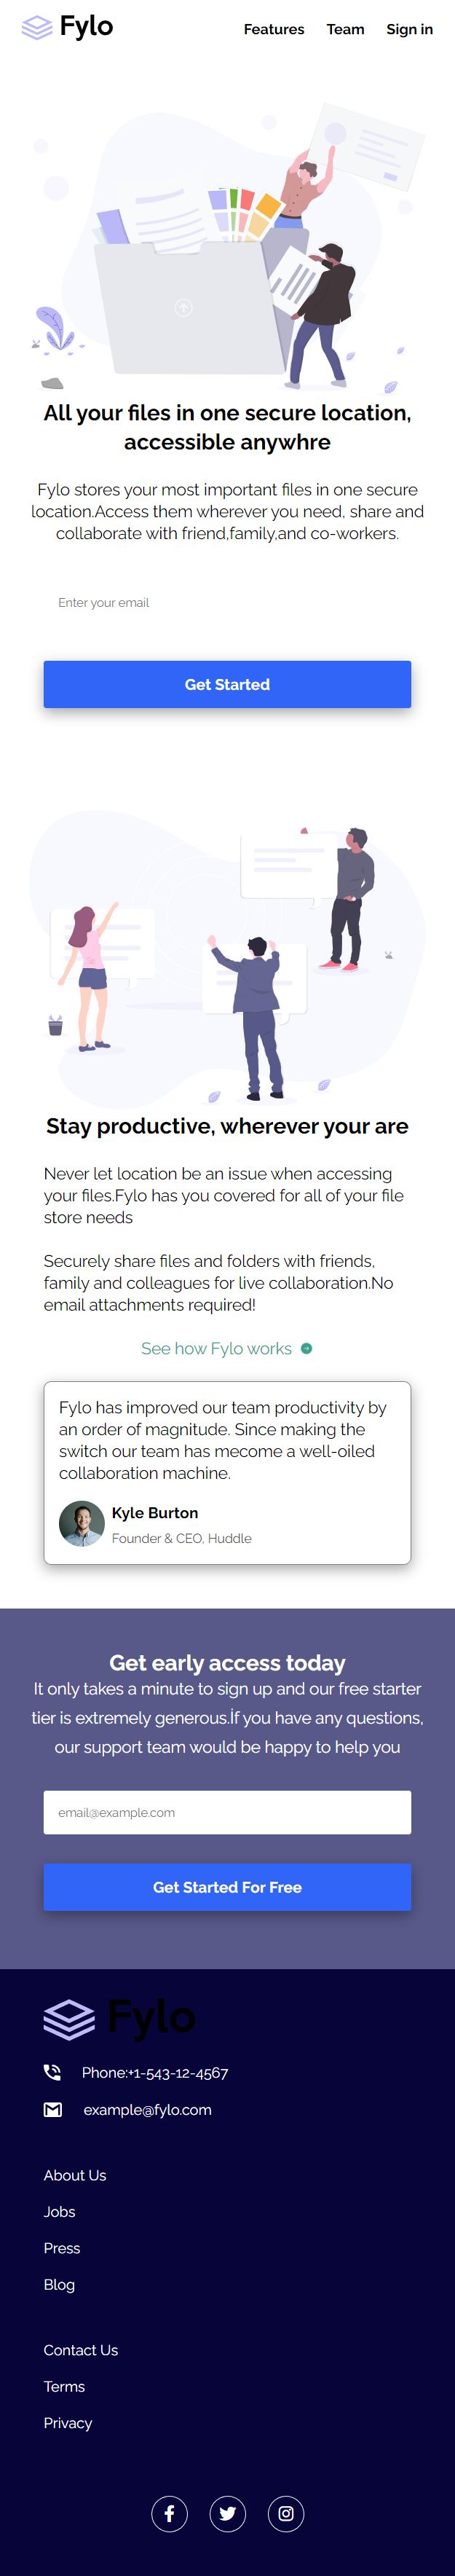 Fylo
Features Team Sign in
All your files in one secure location,
accessible anywhre
Fylo stores your most important files in one secure
location.Access them wherever you need, share and
collaborate with friend,family,and co-workers.
Enter your email
Get Started
Stay productive, wherever your are
Never let location be an issue when accessing
your files.Fylo has you covered for all of your file
store needs
Securely share files and folders with friends,
family and colleagues for live collaboration.No
email attachments required!
See how Fylo works
Fylo has improved our team productivity by
an order of magnitude. Since making the
switch our team has mecome a well-oiled
collaboration machine.
Kyle Burton
Founder & CEO, Huddle
Get early access today
It only takes a minute to sign up and our free starter
tier is extremely generous.İf you have any questions,
our support team would be happy to help you
email@example.com
Get Started For Free
Fylo
Phone:+1-543-12-4567
example@fylo.com
About Us
Jobs
Press
Blog
Contact Us
Terms
Privacy